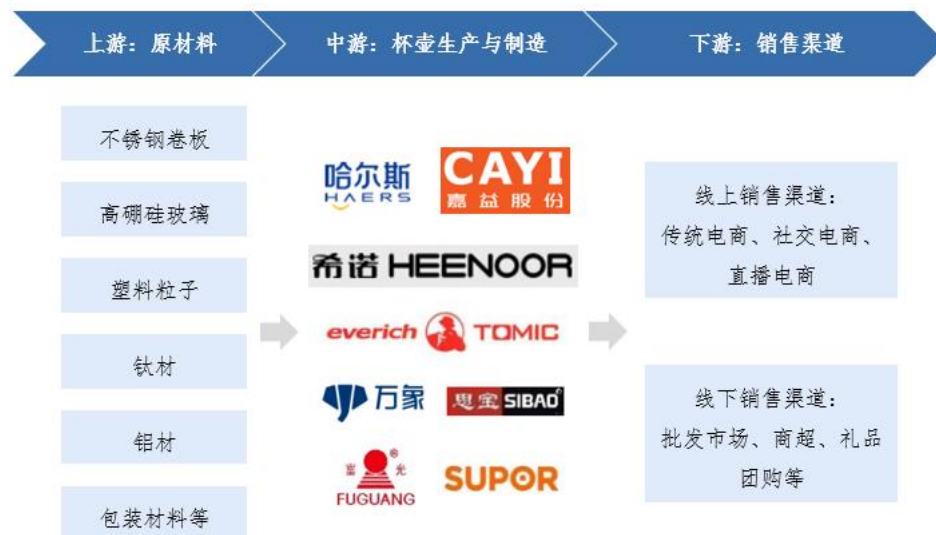 上游：原材料
中游：杯壶生产与制造
下游：销售渠道
不锈钢卷板
高硼硅玻璃
塑料粒子
钛材
铝材
包装材料等
哈尔斯
HAERS
CAYI
嘉益股份
希诺 HEENOOR
everich TOMIC
万象
思宝 SIBAO
富光
FUGUANG
SUPOR
线上销售渠道：
传统电商、社交电商、
直播电商
线下销售渠道：
批发市场、商超、礼品
团购等